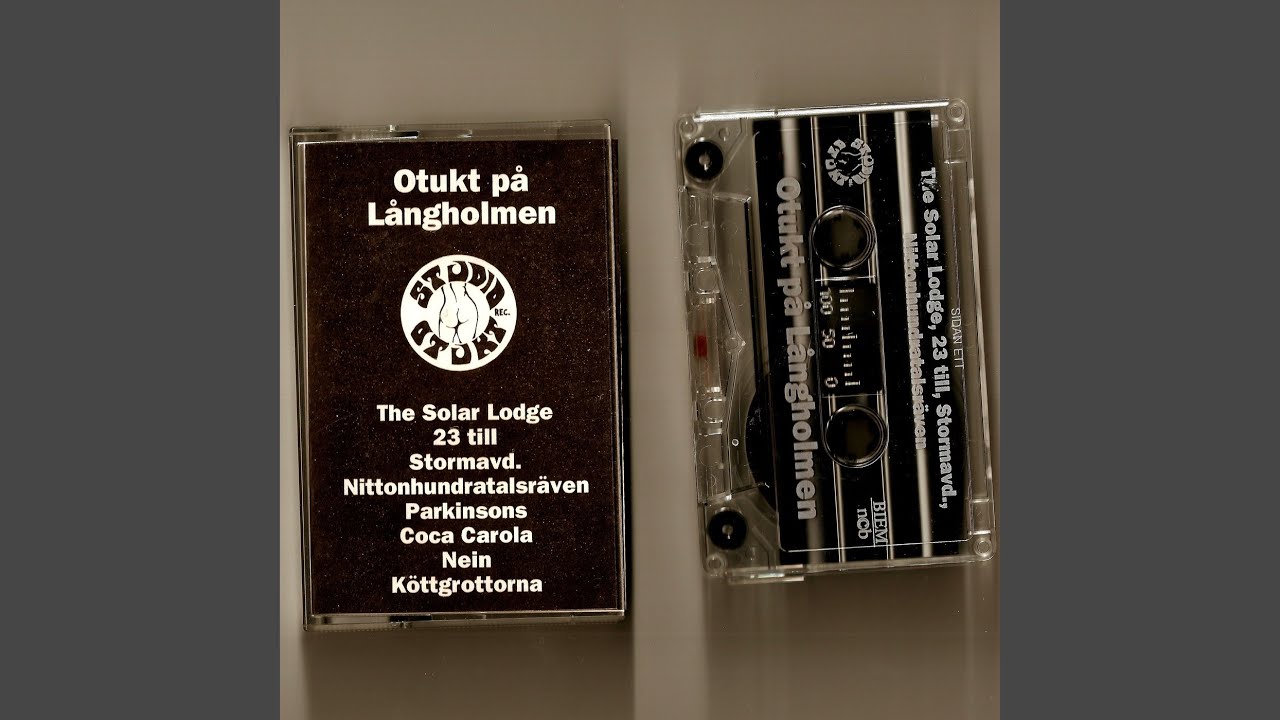 Otukt på
Långholmen
STUDIO
REC.
The Solar Lodge
23 till
Stormavd.
Nittonhundratalsräven
Parkinsons
Coca Carola
Nein
Köttgrottorna
SIDAN ETT
The Solar Lodge, 23 till, Stormavd.,
Nittonhundratalsräven
100 50 0
Otukt på Långholmen
BIEM
ncb